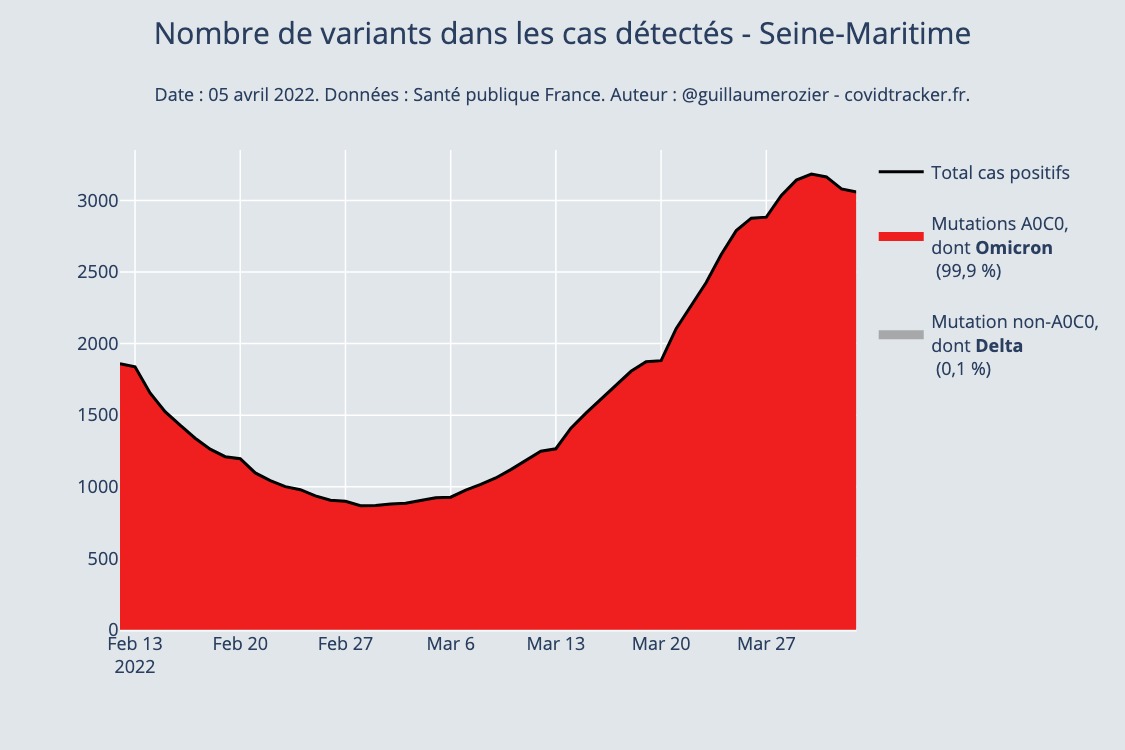 Nombre de variants dans les cas détectés - Seine-Maritime
Date : 05 avril 2022. Données : Santé publique France. Auteur : @guillaumerozier - covidtracker.fr.
Total cas positifs
Mutations A0C0,
dont Omicron
(99,9 %)
Mutation non-A0C0,
dont Delta
(0,1 %)
3000
2500
2000
1500
1000
500
0
Feb 13
2022
Feb 20
Feb 27
Mar 6
Mar 13
Mar 20
Mar 27